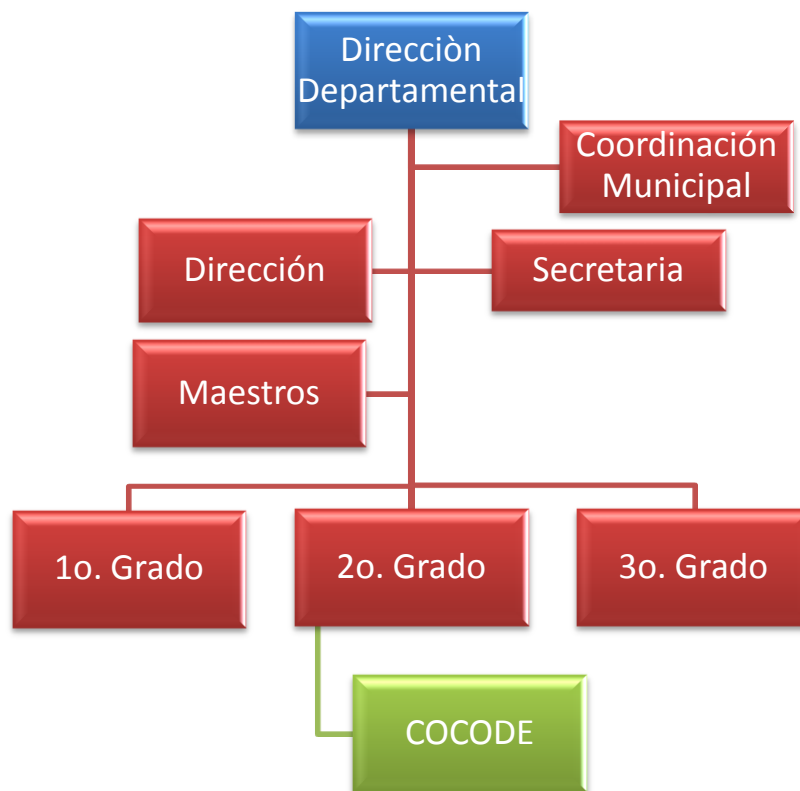 Direcciòn
Departamental
Coordinación
Municipal
Dirección
Secretaria
Maestros
1o. Grado
2o. Grado
3o. Grado
COCODE